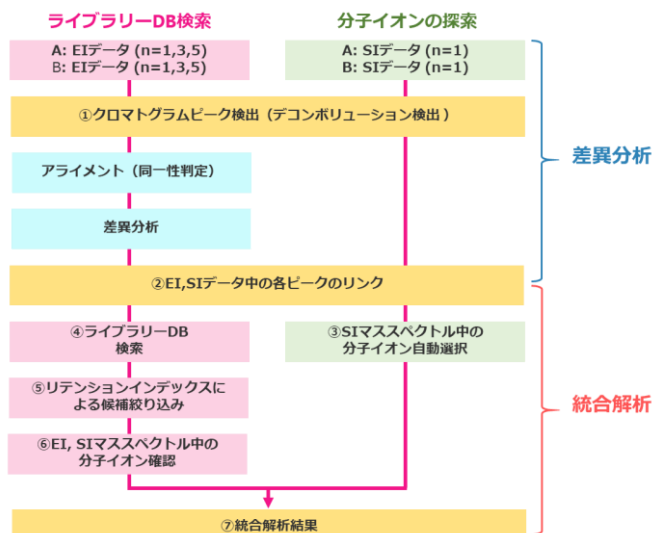 ライブラリーDB検索
分子イオンの探索
A: EIデータ (n=1,3,5)
B: EIデータ (n=1,3,5)
A: SIデータ (n=1)
B: SIデータ (n=1)
①クロマトグラムピーク検出（デコンボリューション検出 ）
アライメント（同一性判定）
差異分析
差異分析
②EI,SIデータ中の各ピークのリンク
④ライブラリーDB
検索
③SIマススペクトル中の
分子イオン自動選択
⑤リテンションインデックスに
よる候補絞り込み
統合解析
⑥EI, SIマススペクトル中の
分子イオン確認
⑦統合解析結果